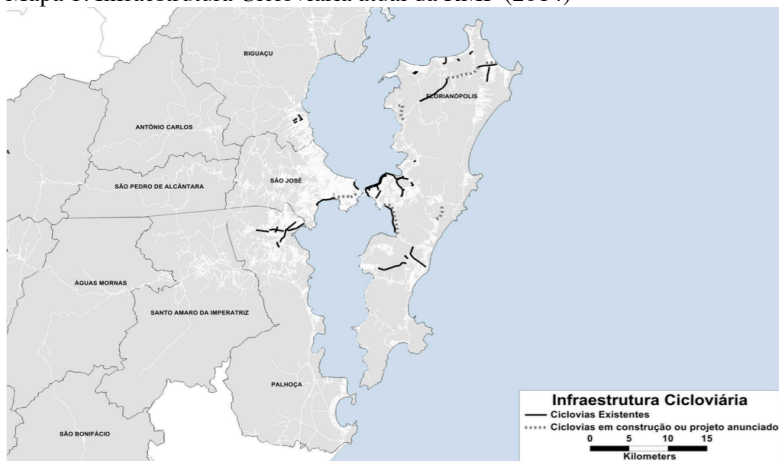 BIGUAÇU
FLORIANÓPOLIS
ANTÔNIO CARLOS
SÃO JOSÉ
SÃO PEDRO DE ALCÂNTARA
ÁGUAS MORNAS
SANTO AMARO DA IMPERATRIZ
PALHOÇA
SÃO BONIFÁCIO
Infraestrutura Cicloviária
Ciclovias Existentes
Ciclovias em construção ou projeto anunciado
0 5 10 15
Kilometers